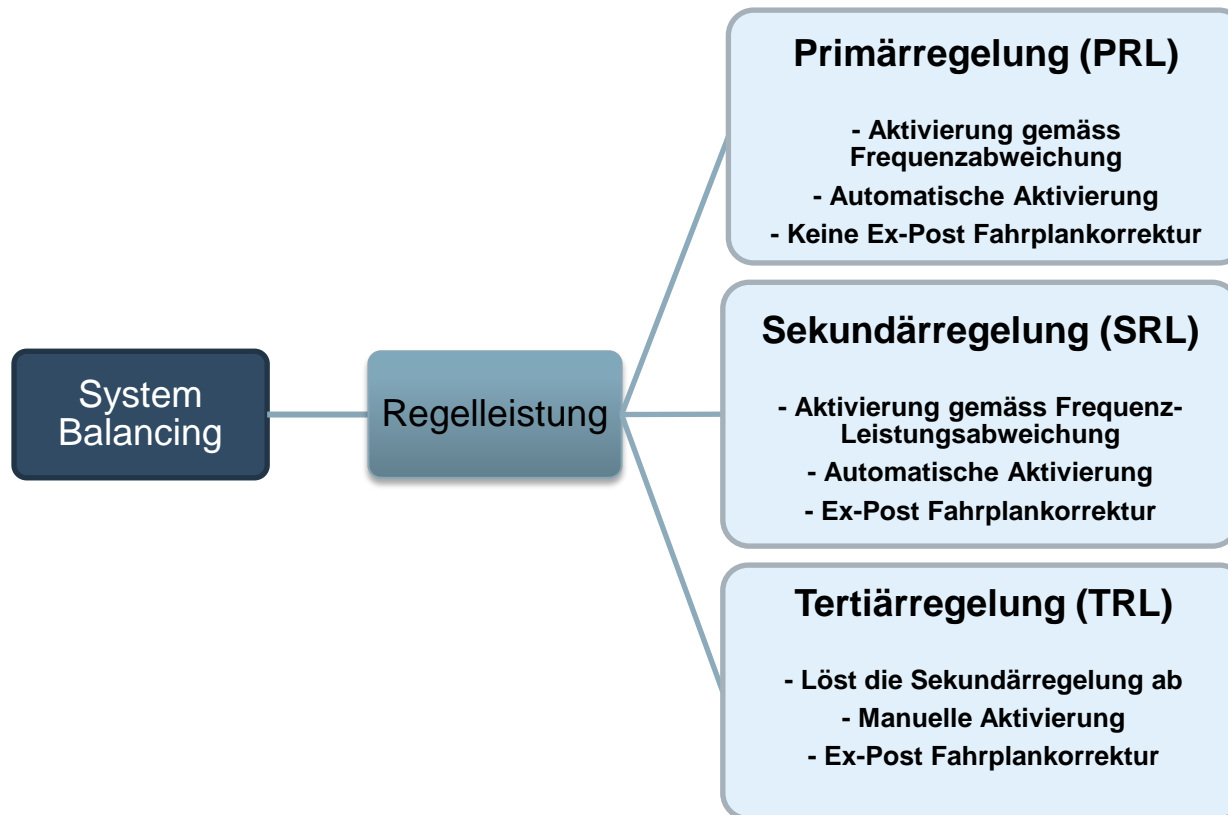 System
Balancing
Regelleistung
Primärregelung (PRL)
- Aktivierung gemäss
Frequenzabweichung
- Automatische Aktivierung
- Keine Ex-Post Fahrplankorrektur
Sekundärregelung (SRL)
- Aktivierung gemäss Frequenz-
Leistungsabweichung
- Automatische Aktivierung
- Ex-Post Fahrplankorrektur
Tertiärregelung (TRL)
- Löst die Sekundärregelung ab
- Manuelle Aktivierung
- Ex-Post Fahrplankorrektur